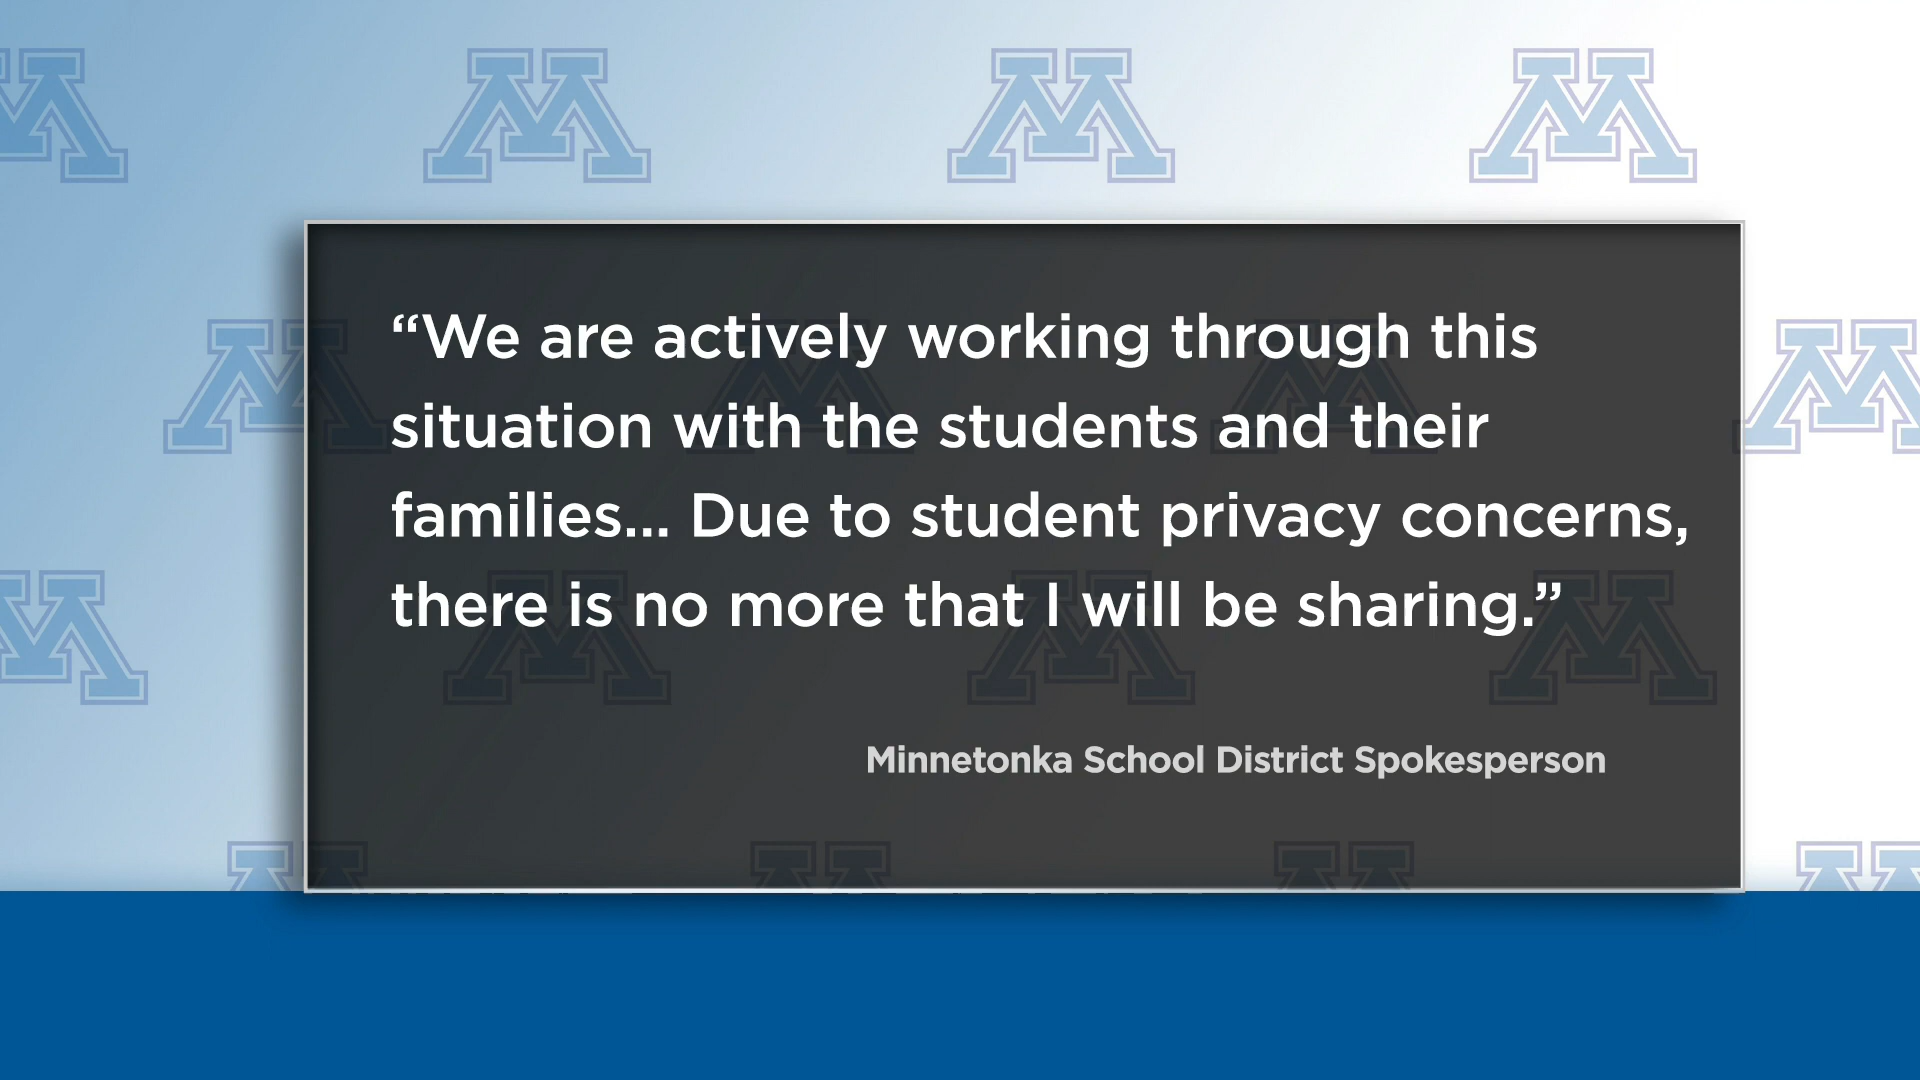 “We are actively working through this
situation with the students and their
families... Due to student privacy concerns,
there is no more that I will be sharing.”
Minnetonka School District Spokesperson